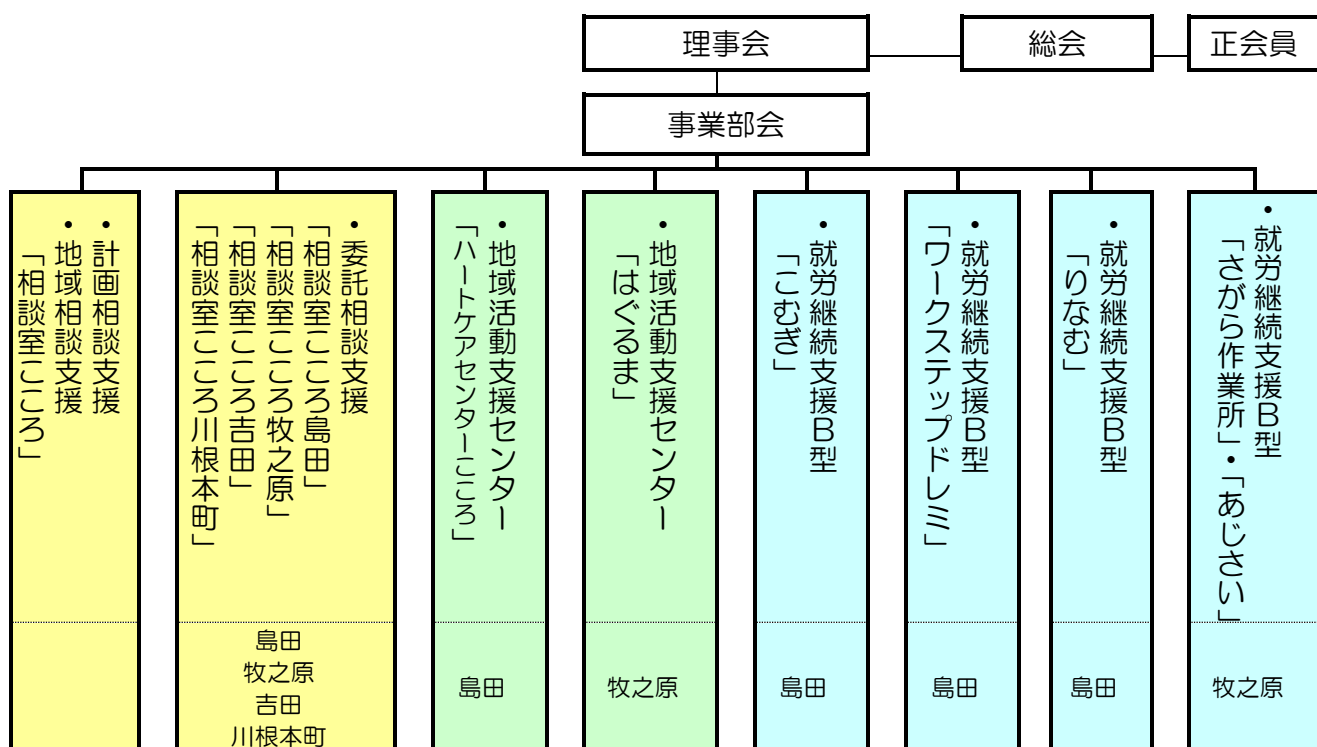 理事会
総会
正会員
事業部会
・計画相談支援
・地域相談支援
「相談室こころ」
・委託相談支援
「相談室こころ島田」
「相談室こころ牧之原」
「相談室こころ吉田」
「相談室こころ川根本町」
島田
牧之原
吉田
川根本町
・地域活動支援センター
「ハートケアセンターこころ」
島田
・地域活動支援センター
「はぐるま」
牧之原
・就労継続支援Ｂ型
「こむぎ」
島田
・就労継続支援Ｂ型
「ワークステップドレミ」
島田
・就労継続支援Ｂ型
「りなむ」
島田
・就労継続支援Ｂ型
「さがら作業所」・「あじさい」
牧之原